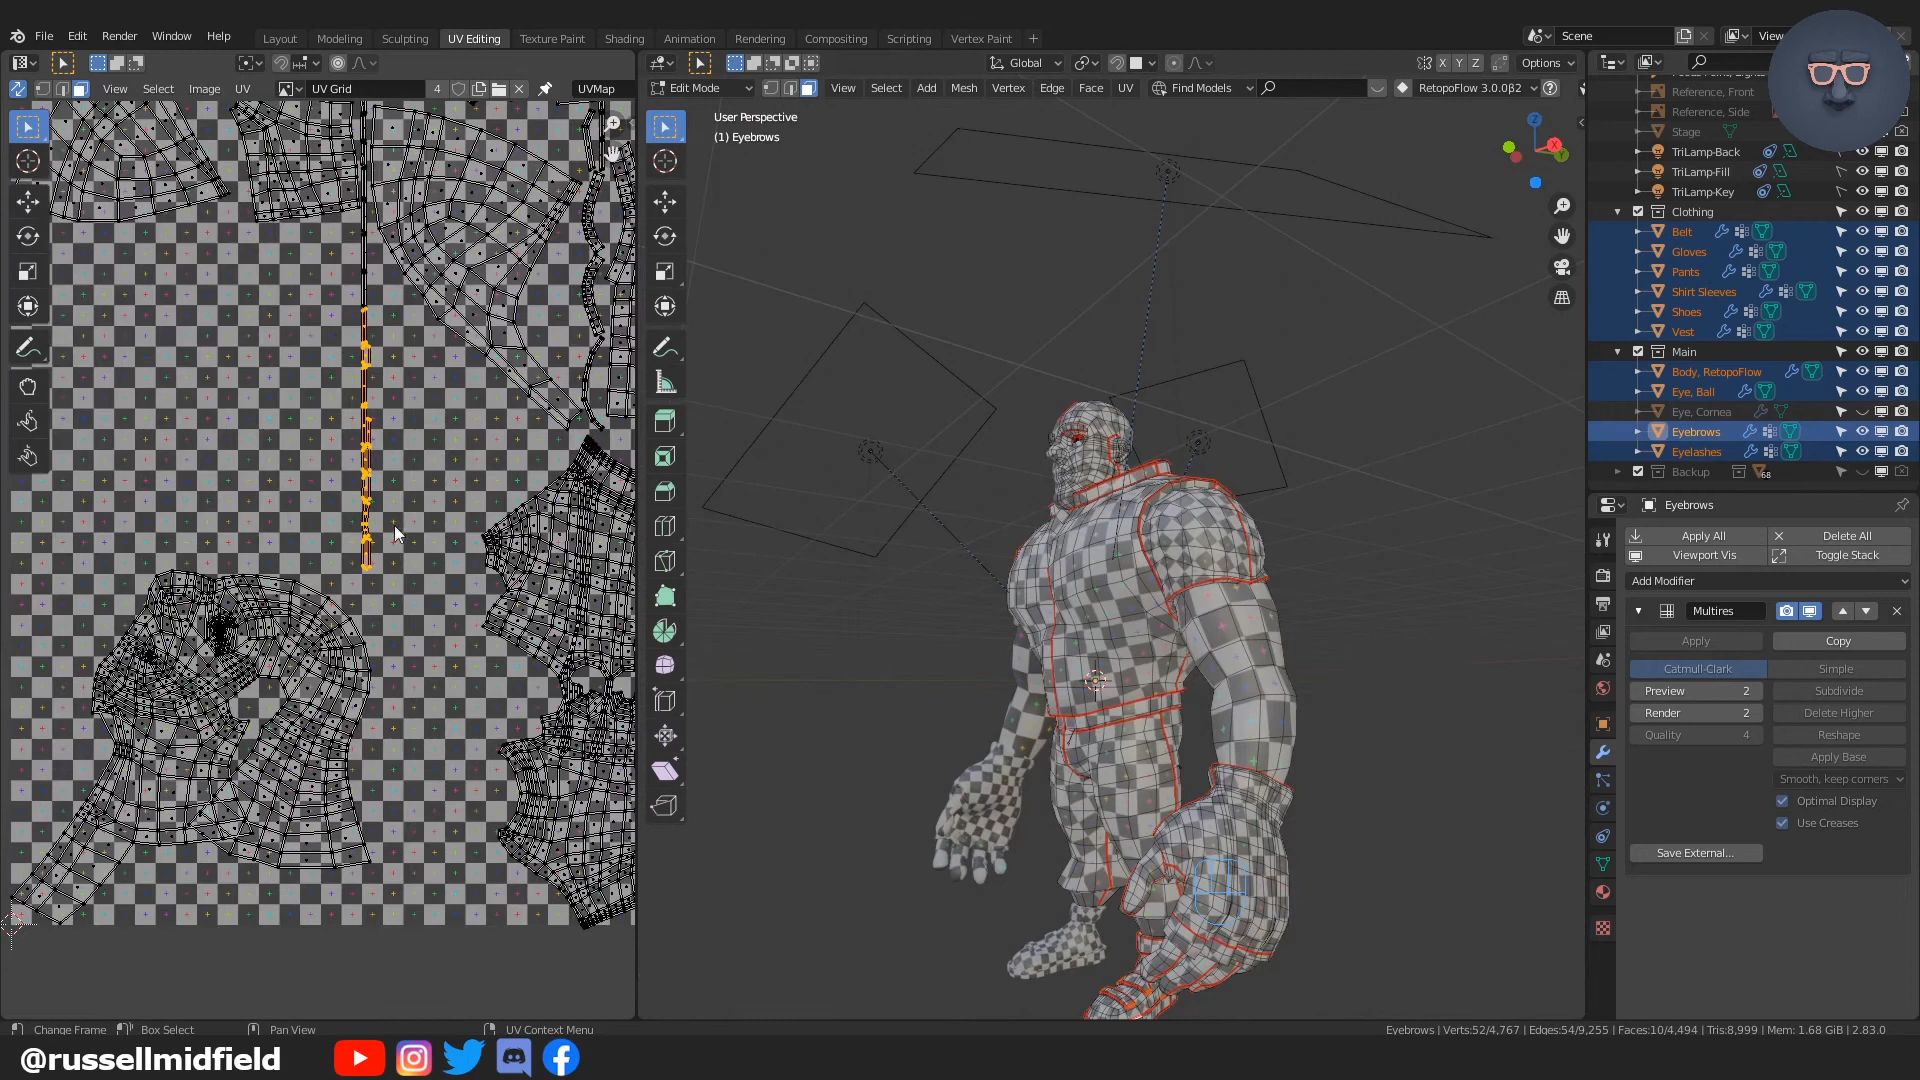 File Edit Render Window Help Layout Modeling Sculpting UV Editing Texture Paint Shading Animation Rendering Compositing Scripting Vertex Paint + Scene View
Global X Y Z Options
View Select Image UV UV Grid 4 UVMap
Edit Mode View Select Add Mesh Vertex Edge Face UV Find Models RetopoFlow 3.0.0β2
User Perspective
(1) Eyebrows
Reference, Front
Reference, Side
Stage
TriLamp-Back
TriLamp-Fill
TriLamp-Key
Clothing
Belt
Gloves
Pants
Shirt Sleeves
Shoes
Vest
Main
Body, RetopoFlow
Eye, Ball
Eye, Cornea
Eyebrows
Eyelashes
Backup 68
Eyebrows
Apply All Delete All
Viewport Vis Toggle Stack
Add Modifier
Multires
Apply Copy
Catmull-Clark Simple
Preview 2 Subdivide
Render 2 Delete Higher
Quality 4 Reshape
Apply Base
Smooth, keep corners
Optimal Display
Use Creases
Save External...
Change Frame Box Select Pan View UV Context Menu Eyebrows | Verts:52/4,767 | Edges:54/9,255 | Faces:10/4,494 | Tris:8,999 | Mem: 1.68 GiB | 2.83.0
@russellmidfield